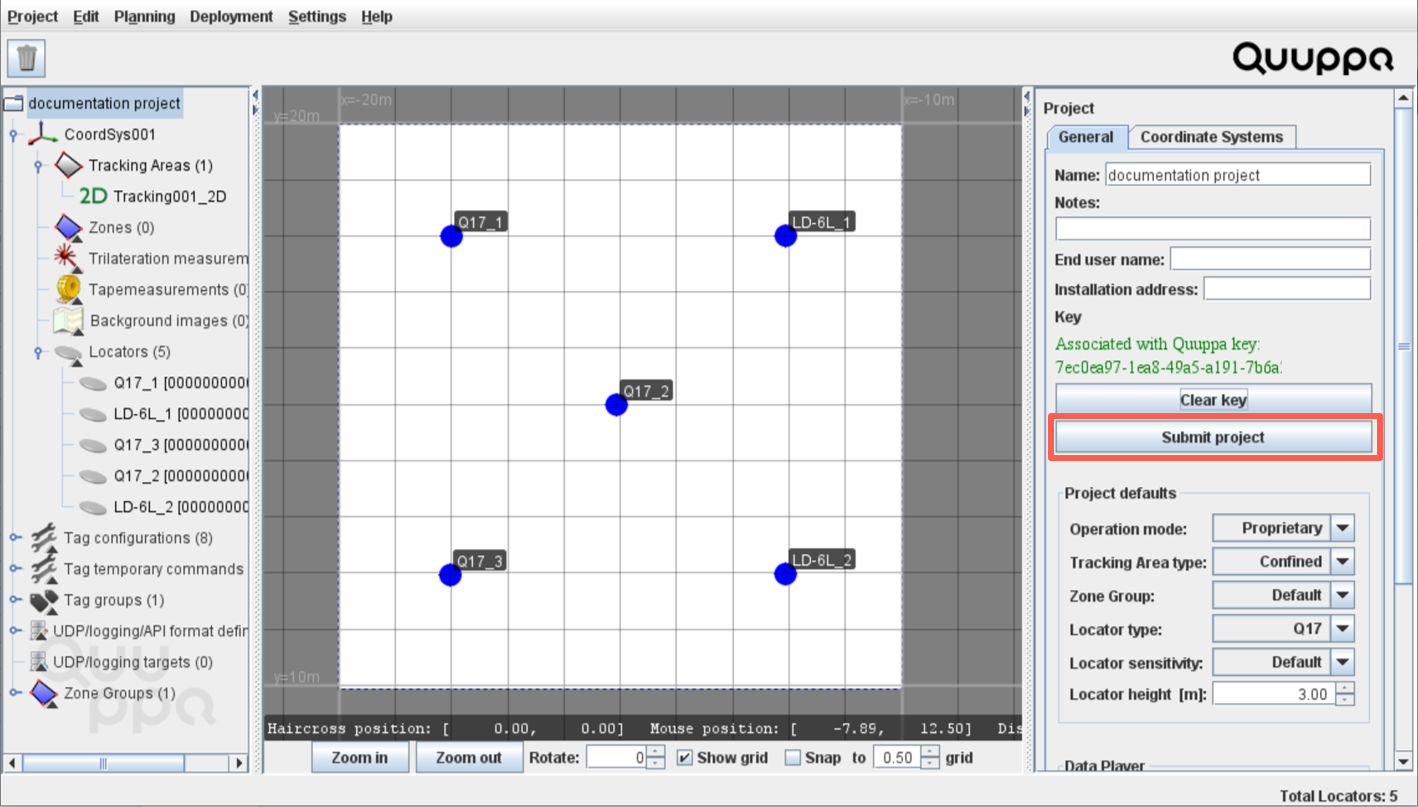 Project Edit Planning Deployment Settings Help
Quuppa
documentation project
CoordSys001
Tracking Areas (1)
2D Tracking001_2D
Zones (0)
Trilateration measurem
Tapemeasurements (0)
Background images (0)
Locators (5)
Q17_1 [0000000000
LD-6L_1 [00000000
Q17_3 [0000000000
Q17_2 [0000000000
LD-6L_2 [00000000
Tag configurations (8)
Tag temporary commands
Tag groups (1)
UDP/logging/API format defin
UDP/logging targets (0)
Zone Groups (1)
Quuppa
x=-20m
x=-10m
y=20m
Q17_1
LD-6L_1
Q17_2
Q17_3
LD-6L_2
y=10m
Haircross position: [ 0.00, 0.00] Mouse position: [ -7.89, 12.50] Dis
Zoom in Zoom out Rotate: 0 Show grid Snap to 0.50 grid
Project
General Coordinate Systems
Name: documentation project
Notes:
End user name:
Installation address:
Key
Associated with Quuppa key:
7ec0ea97-1ea8-49a5-a191-7b6a
Clear key
Submit project
Project defaults
Operation mode: Proprietary
Tracking Area type: Confined
Zone Group: Default
Locator type: Q17
Locator sensitivity: Default
Locator height [m]: 3.00
Data Player
Total Locators: 5